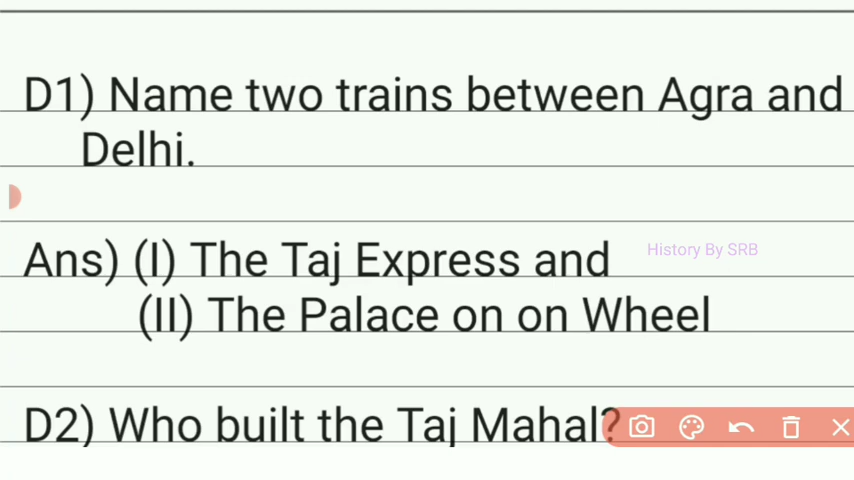 D1) Name two trains between Agra and
Delhi.
Ans) (I) The Taj Express and
History By SRB
(II) The Palace on on Wheel
D2) Who built the Taj Mahal?